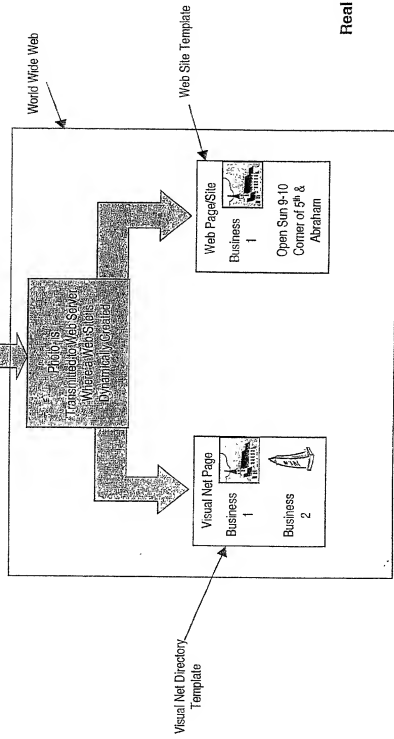 World Wide Web
Photo Is
Transmitted to Web Server
Where a Web Site Is
Dynamically Created
Web Site Template
Visual Net Page
Business
1
Business
2
Web Page/Site
Business
1
Open Sun 9-10
Corner of 5th &
Abraham
Visual Net Directory
Template
Real